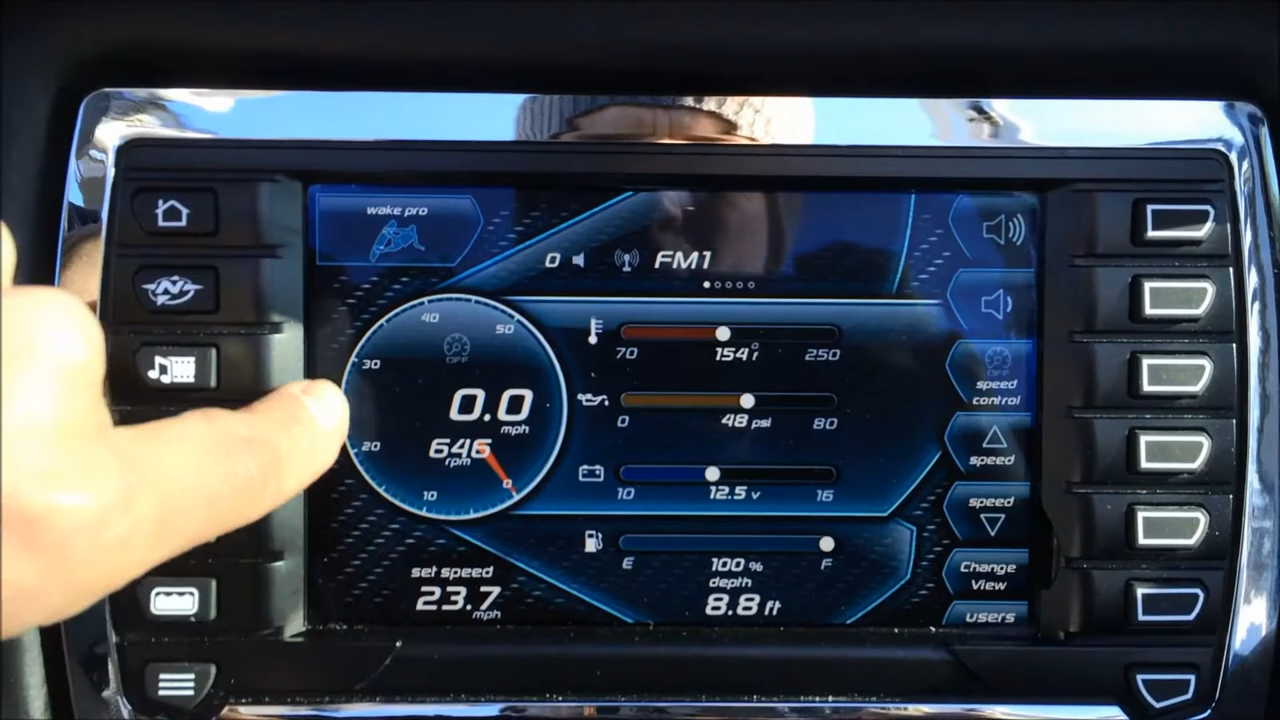 wake pro
0 FM1
40
50
30
OFF
0.0
mph
646
rpm
20
10
0
70 154°F 250
0 48 psi 80
10 12.5 v 16
E 100 % F
depth
8.8 ft
set speed
23.7
mph
OFF
speed
control
speed
speed
Change
View
users
N